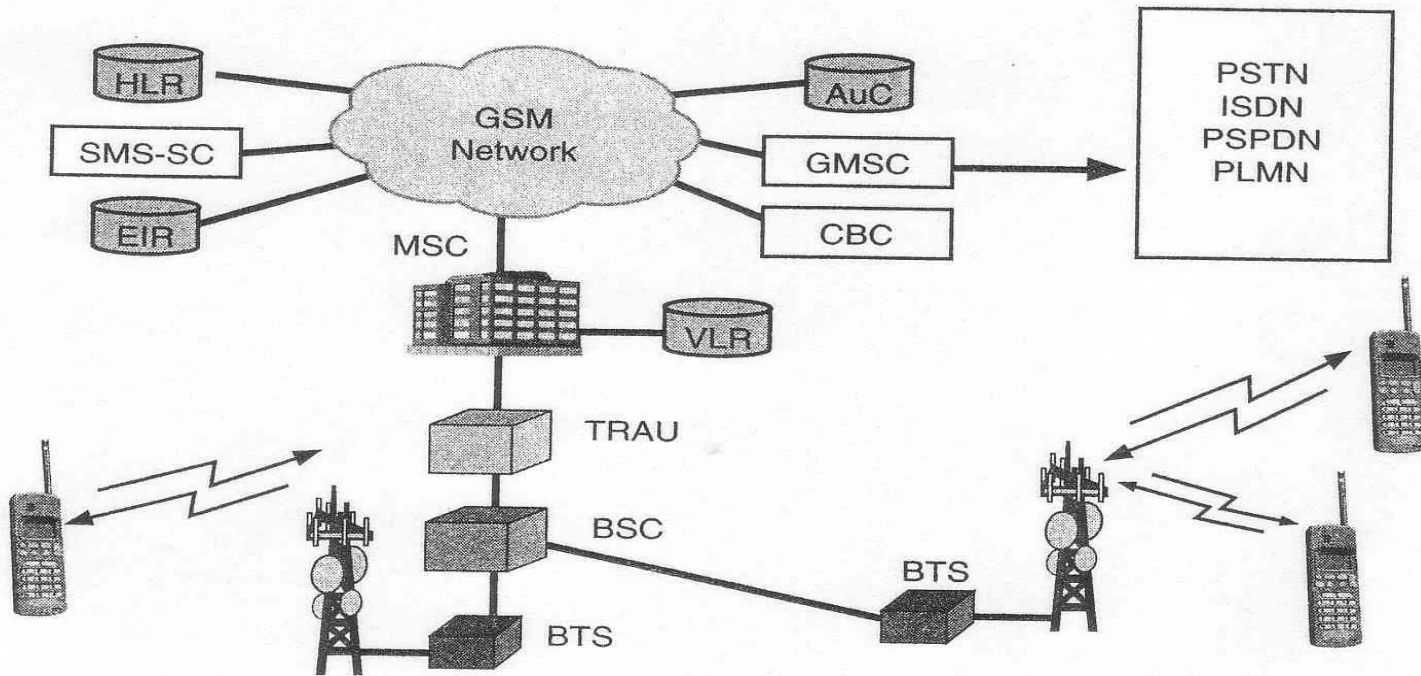 HLR
SMS-SC
EIR
GSM
Network
AuC
GMSC
CBC
PSTN
ISDN
PSPDN
PLMN
MSC
VLR
TRAU
BSC
BTS
BTS